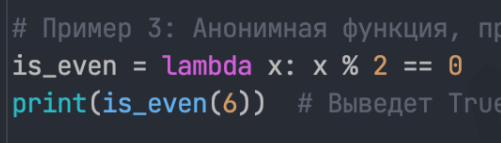 # Пример 3: Анонимная функция,
is_even = lambda x: x % 2 == 0
print(is_even(6))  # Выведет True